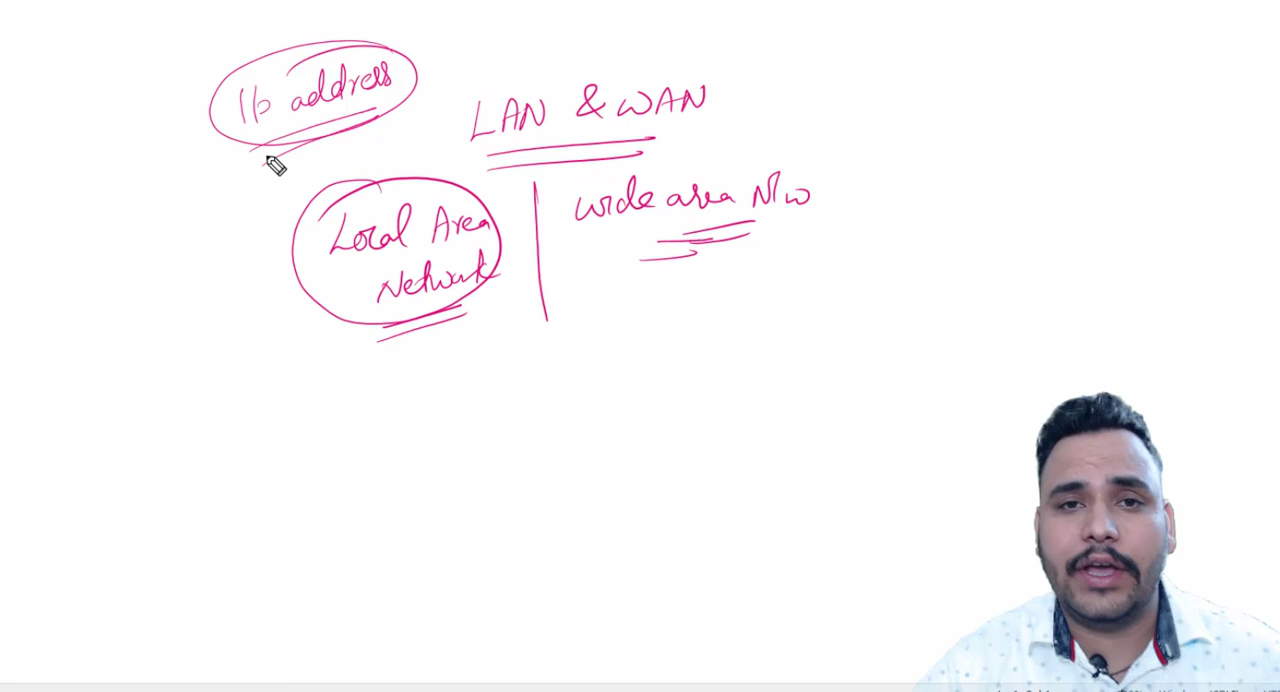 IP address
LAN & WAN
Local Area
Network
wide area N/w